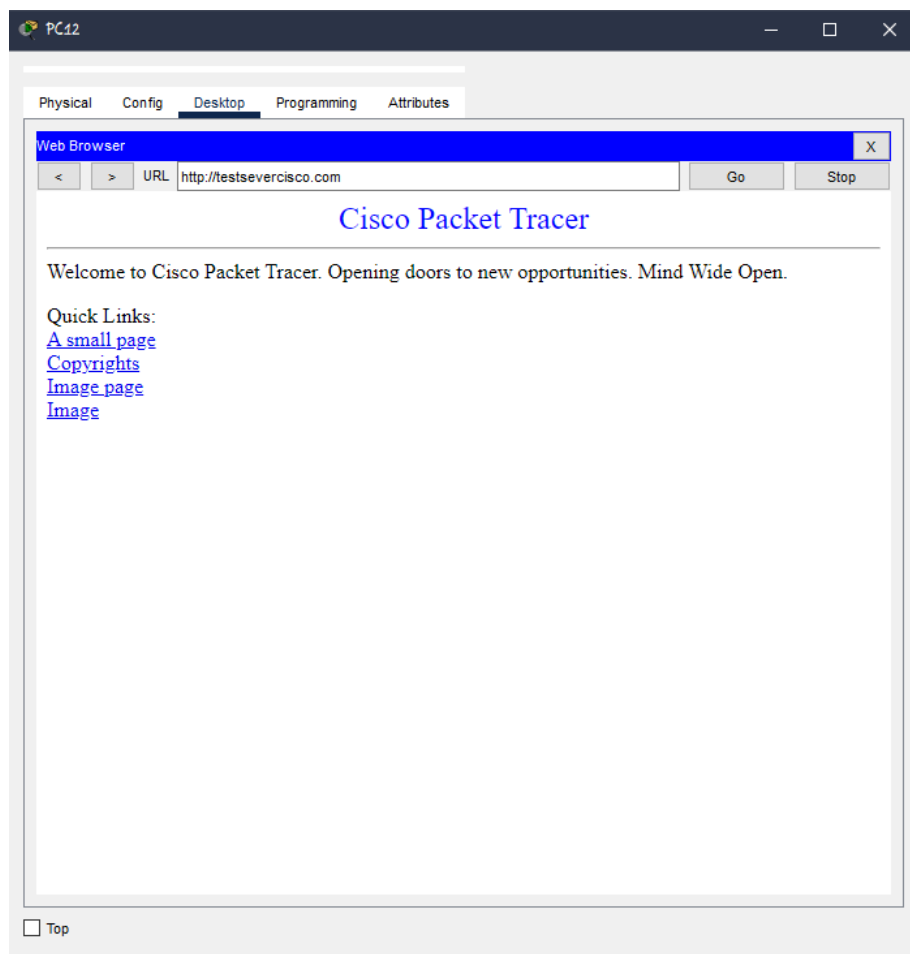 PC12
Physical Config Desktop Programming Attributes
Web Browser X
< > URL http://testsevercisco.com Go Stop
Cisco Packet Tracer
Welcome to Cisco Packet Tracer. Opening doors to new opportunities. Mind Wide Open.
Quick Links:
A small page
Copyrights
Image page
Image
Top